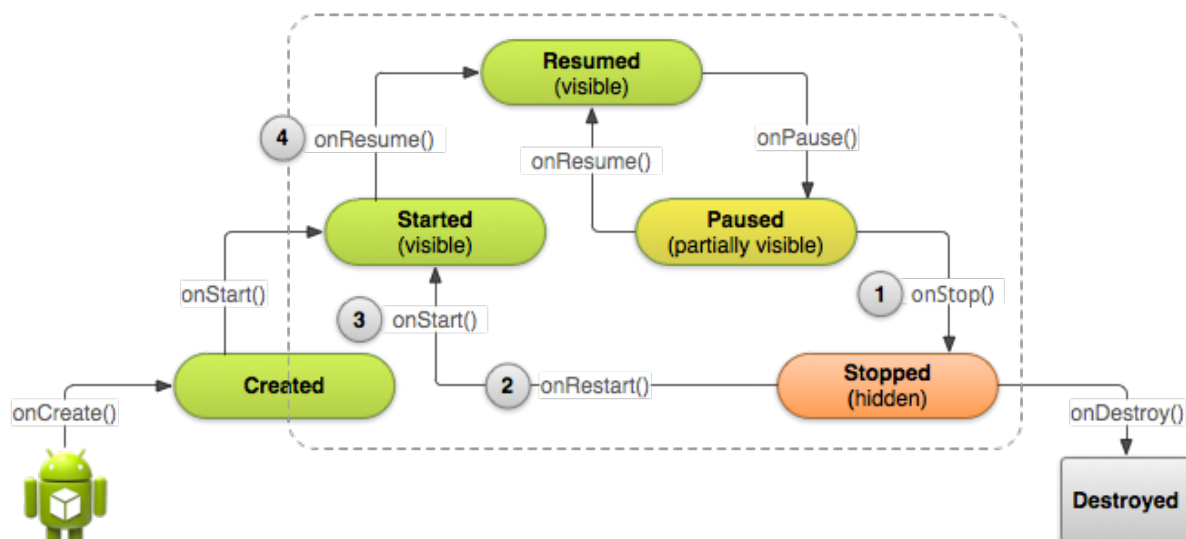 Resumed
(visible)
4
onResume()
onResume()
onPause()
Started
(visible)
Paused
(partially visible)
onStart()
3
onStart()
1
onStop()
Created
2
onRestart()
Stopped
(hidden)
onCreate()
onDestroy()
Destroyed